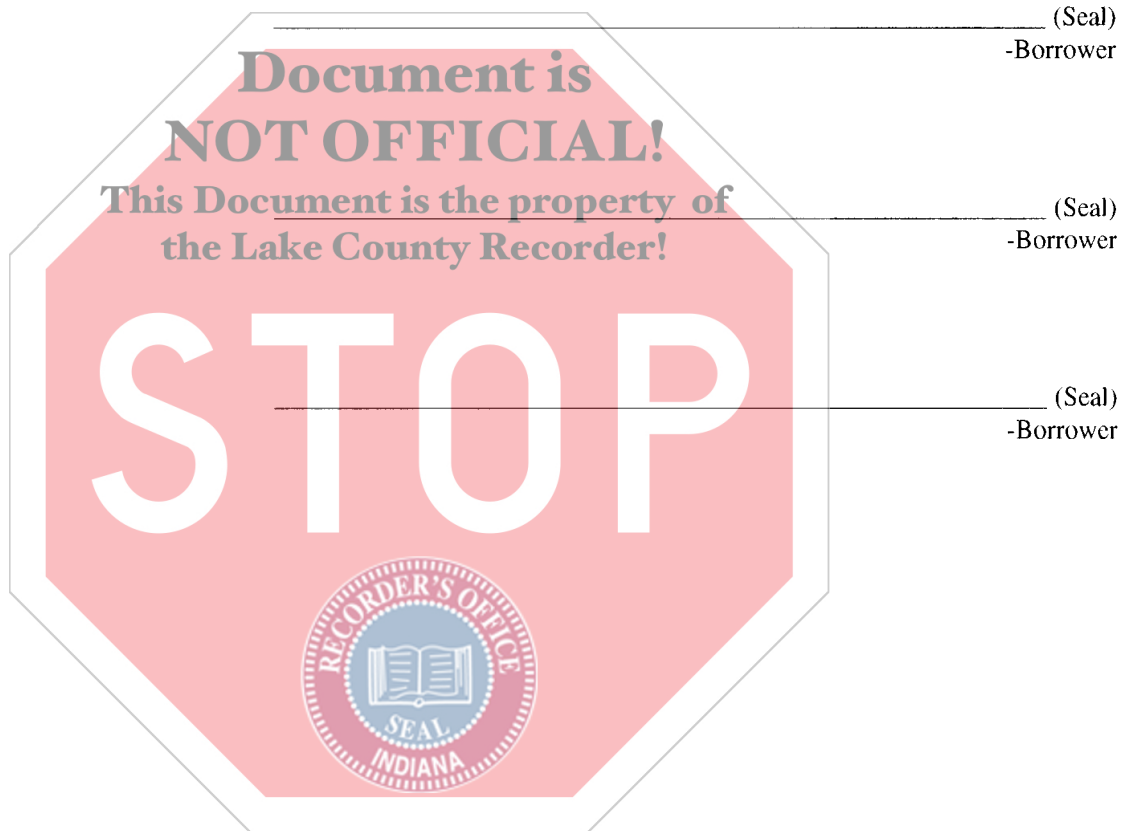 (Seal)
-Borrower
Document is
NOT OFFICIAL!
This Document is the property of
the Lake County Recorder!
(Seal)
-Borrower
STOP
(Seal)
-Borrower
RECORDER'S OFFICE
SEAL
INDIANA